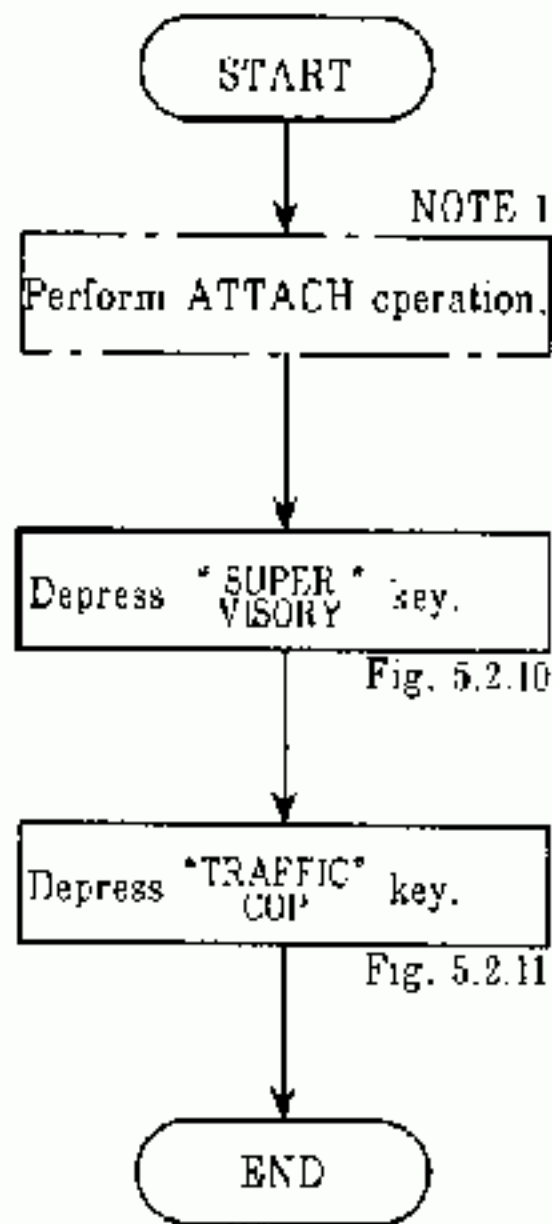 START
NOTE 1
Perform ATTACH operation.
Depress "SUPER" key.
VISORY
Fig. 5.2.10
Depress "TRAFFIC" key.
COP
Fig. 5.2.11
END